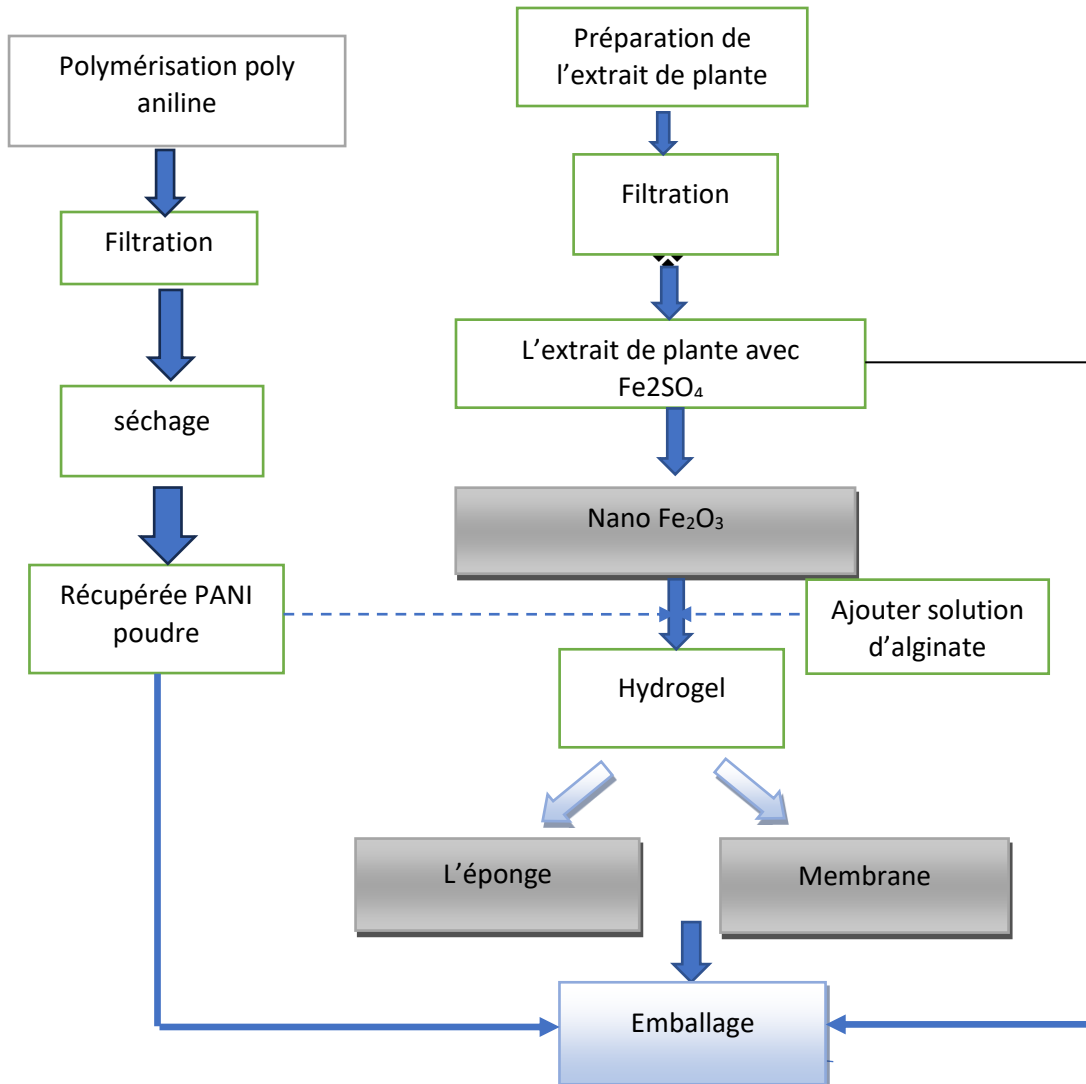 Polymérisation poly
aniline
Filtration
séchage
Récupérée PANI
poudre
Préparation de
l’extrait de plante
Filtration
L’extrait de plante avec
Fe2SO₄
Nano Fe₂O₃
Ajouter solution
d’alginate
Hydrogel
L’éponge
Membrane
Emballage